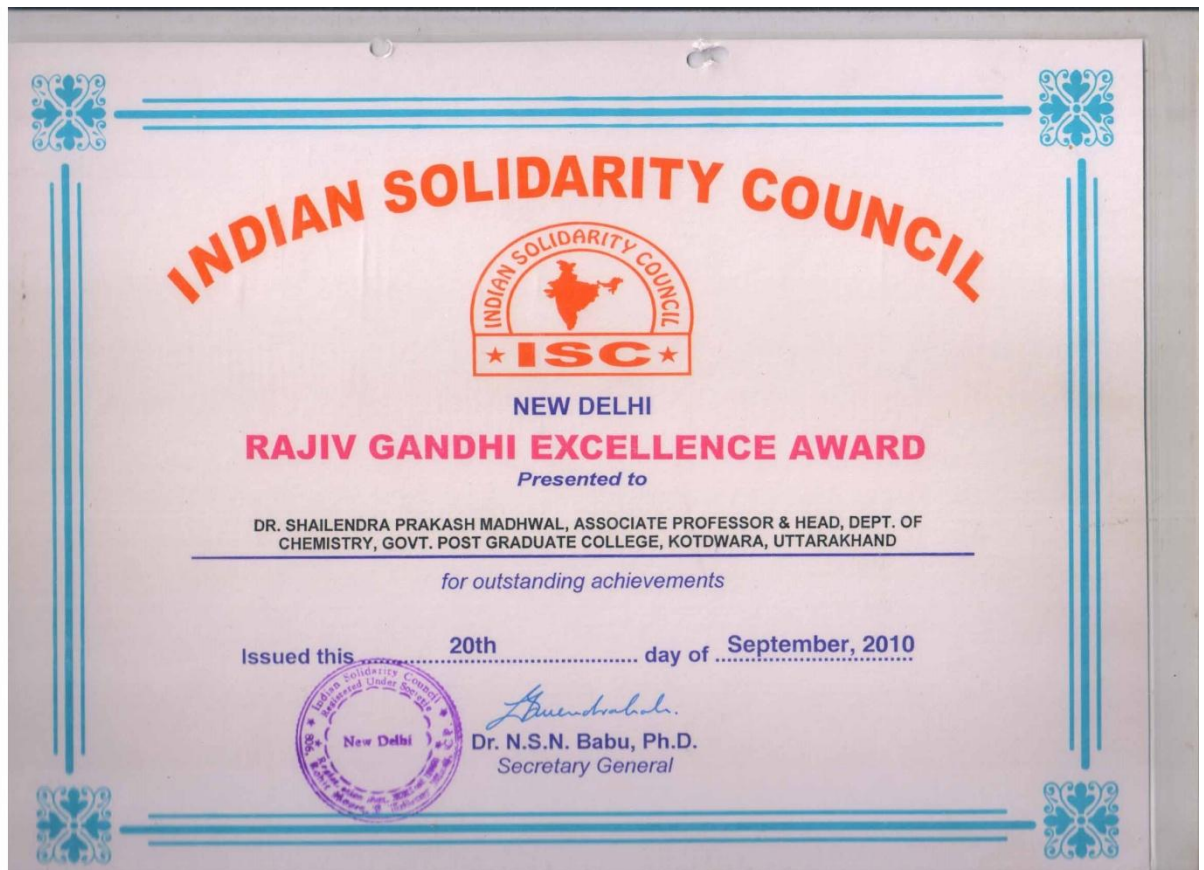 INDIAN SOLIDARITY COUNCIL
INDIAN SOLIDARITY COUNCIL
ISC
NEW DELHI
RAJIV GANDHI EXCELLENCE AWARD
Presented to
DR. SHAILENDRA PRAKASH MADHWAL, ASSOCIATE PROFESSOR & HEAD, DEPT. OF
CHEMISTRY, GOVT. POST GRADUATE COLLEGE, KOTDWARA, UTTARAKHAND
for outstanding achievements
Issued this 20th day of September, 2010
Indian Solidarity Council
Registered Under
New Delhi
Dr. N.S.N. Babu, Ph.D.
Secretary General